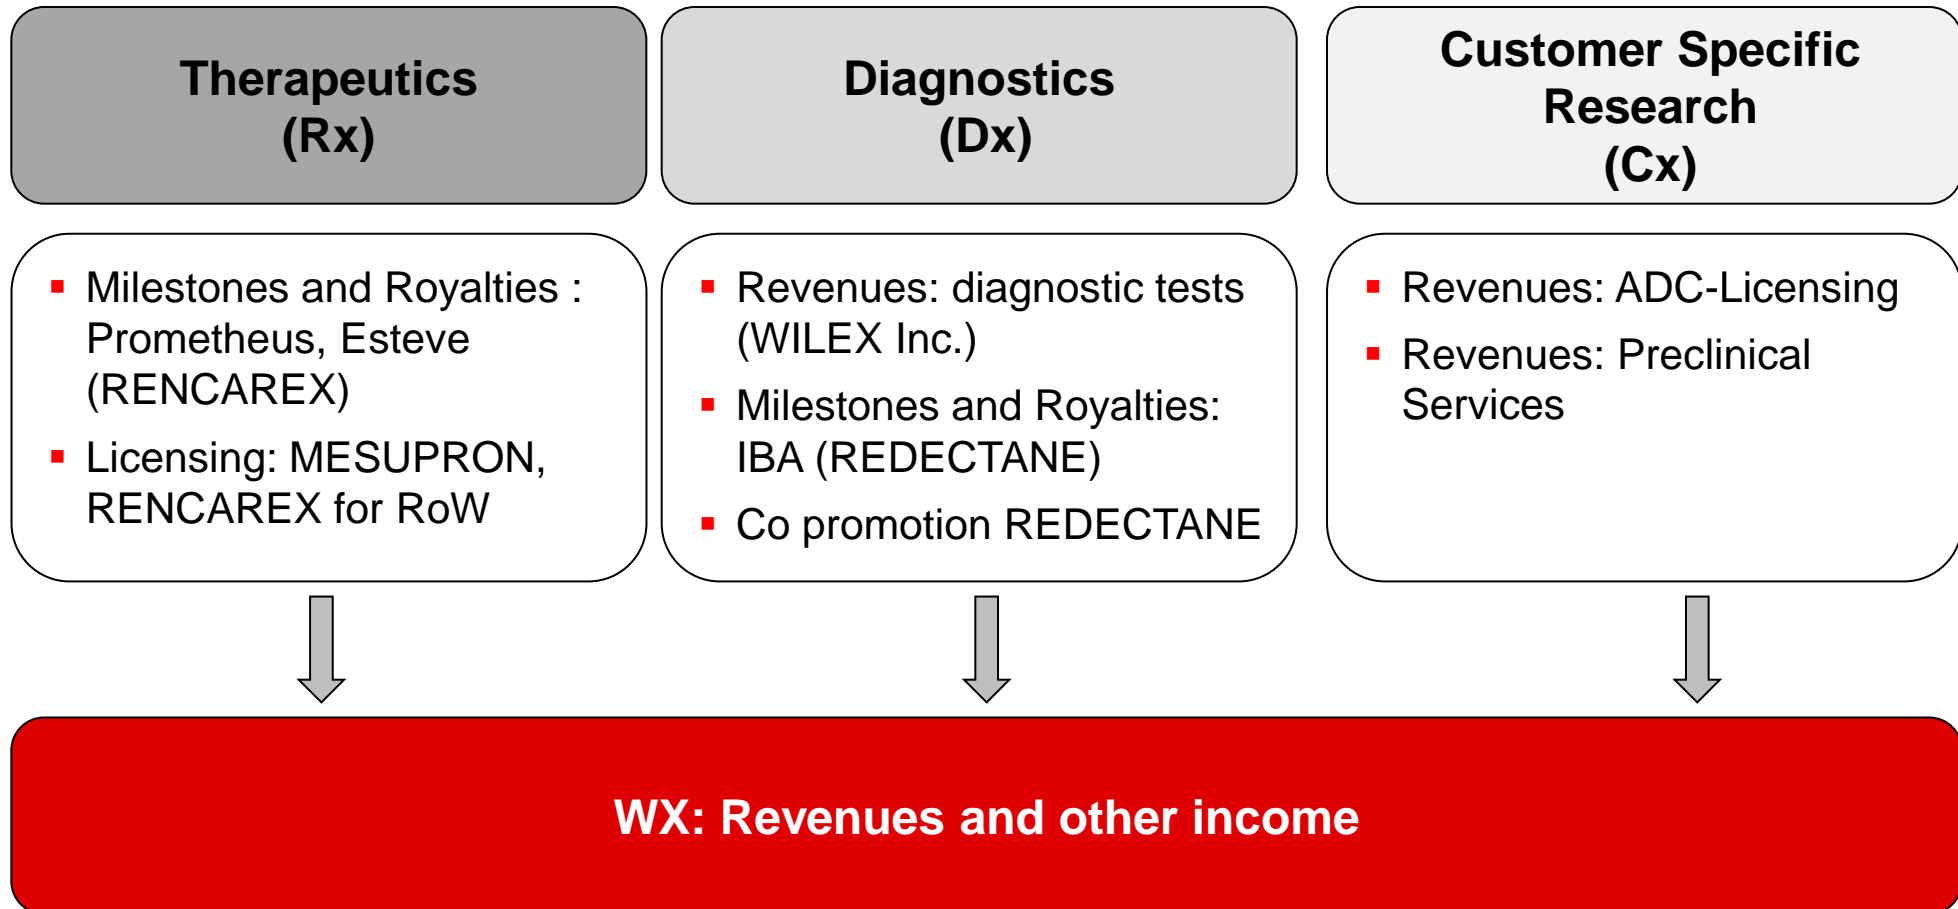 Therapeutics
(Rx)
Diagnostics
(Dx)
Customer Specific
Research
(Cx)
▪ Milestones and Royalties :
Prometheus, Esteve
(RENCAREX)
▪ Licensing: MESUPRON,
RENCAREX for RoW
▪ Revenues: diagnostic tests
(WILEX Inc.)
▪ Milestones and Royalties:
IBA (REDECTANE)
▪ Co promotion REDECTANE
▪ Revenues: ADC-Licensing
▪ Revenues: Preclinical
Services
WX: Revenues and other income